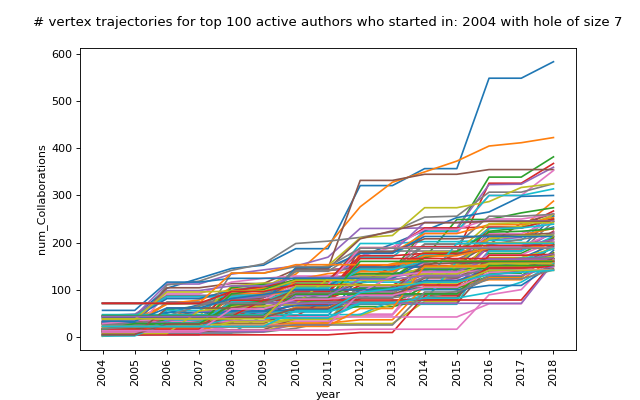 # vertex trajectories for top 100 active authors who started in: 2004 with hole of size 7
600
500
400
300
200
100
0
num_Collaborations
2004 2005 2006 2007 2008 2009 2010 2011 2012 2013 2014 2015 2016 2017 2018
year